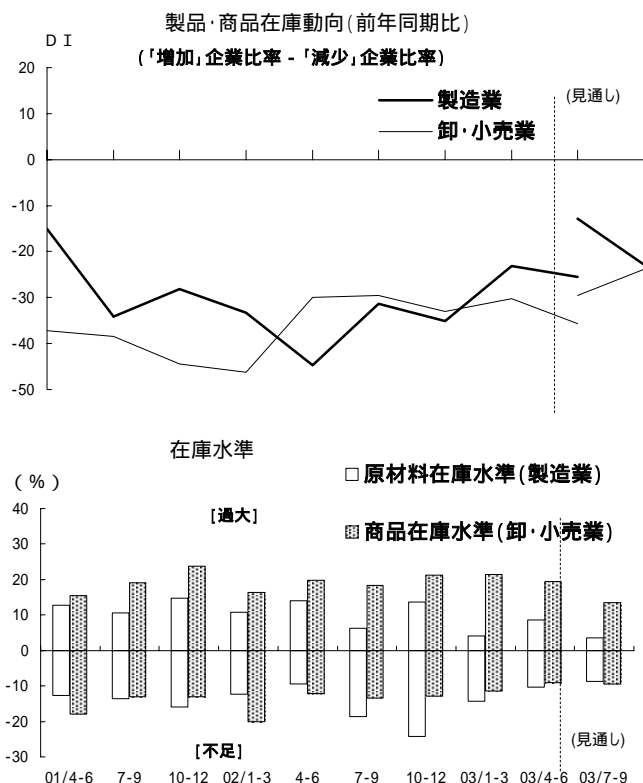 製品・商品在庫動向(前年同期比)
ＤＩ
(「増加」企業比率 - 「減少」企業比率)
20
10
0
-10
-20
-30
-40
-50
製造業
卸・小売業
(見通し)
在庫水準
(％)
40
30
20
10
0
-10
-20
-30
[過大]
原材料在庫水準(製造業)
商品在庫水準(卸・小売業)
[不足]
(見通し)
01/4-6 7-9 10-12 02/1-3 4-6 7-9 10-12 03/1-3 03/4-6 03/7-9